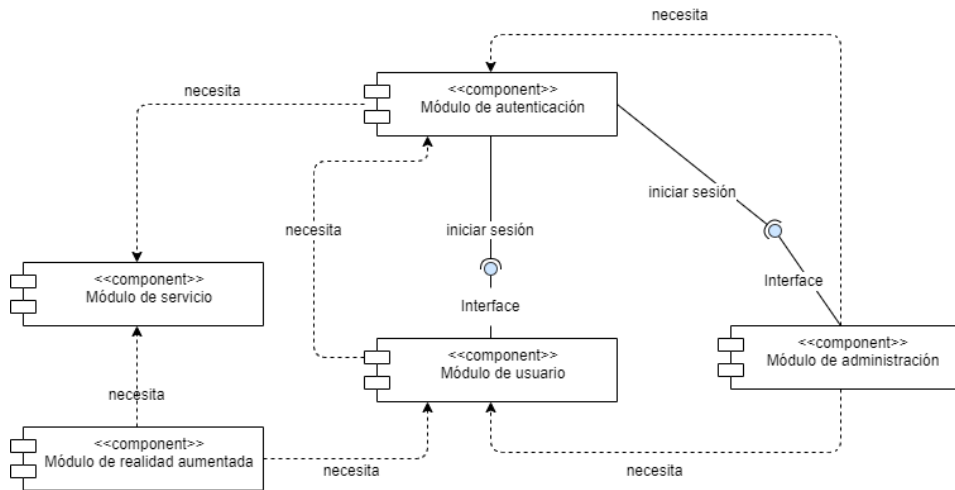 necesita
<<component>>
Módulo de autenticación
necesita
iniciar sesión
necesita
iniciar sesión
<<component>>
Módulo de servicio
Interface
Interface
<<component>>
Módulo de usuario
<<component>>
Módulo de administración
necesita
<<component>>
Módulo de realidad aumentada
necesita
necesita